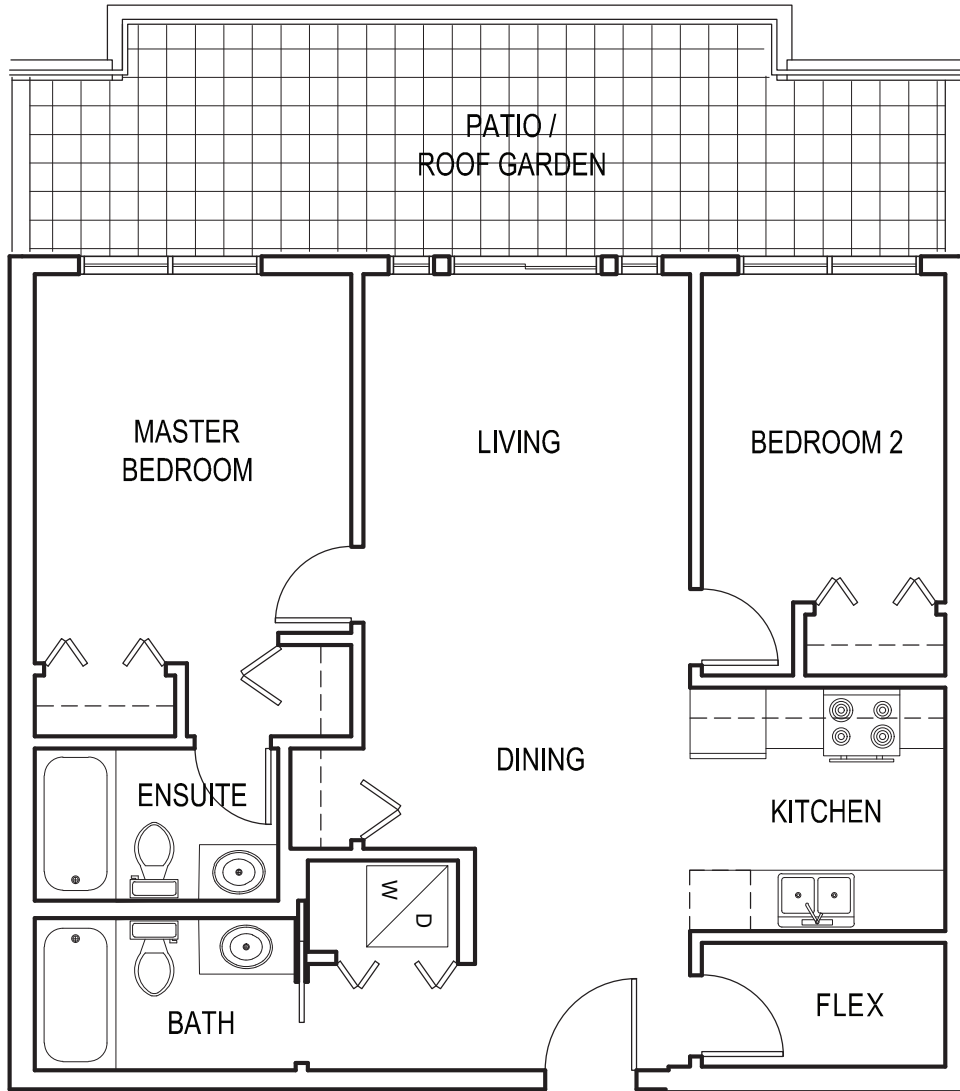 PATIO /
ROOF GARDEN
MASTER
BEDROOM
LIVING
BEDROOM 2
DINING
ENSUITE
KITCHEN
W
D
FLEX
BATH